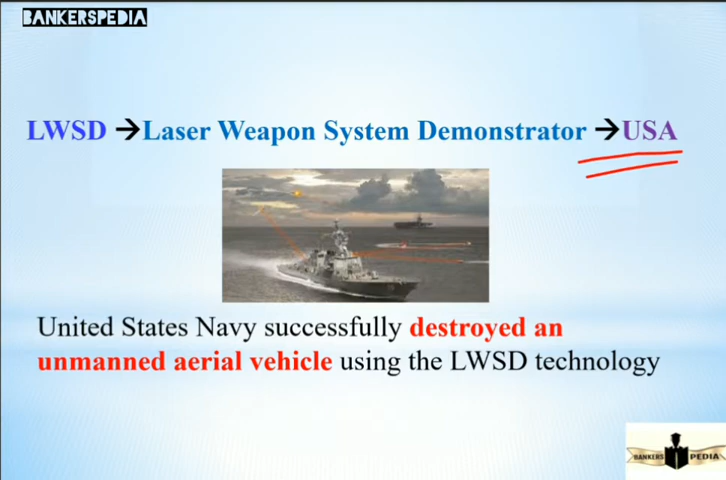 BANKERSPEDIA
LWSD →Laser Weapon System Demonstrator →USA
United States Navy successfully destroyed an
unmanned aerial vehicle using the LWSD technology
BANKERS PEDIA